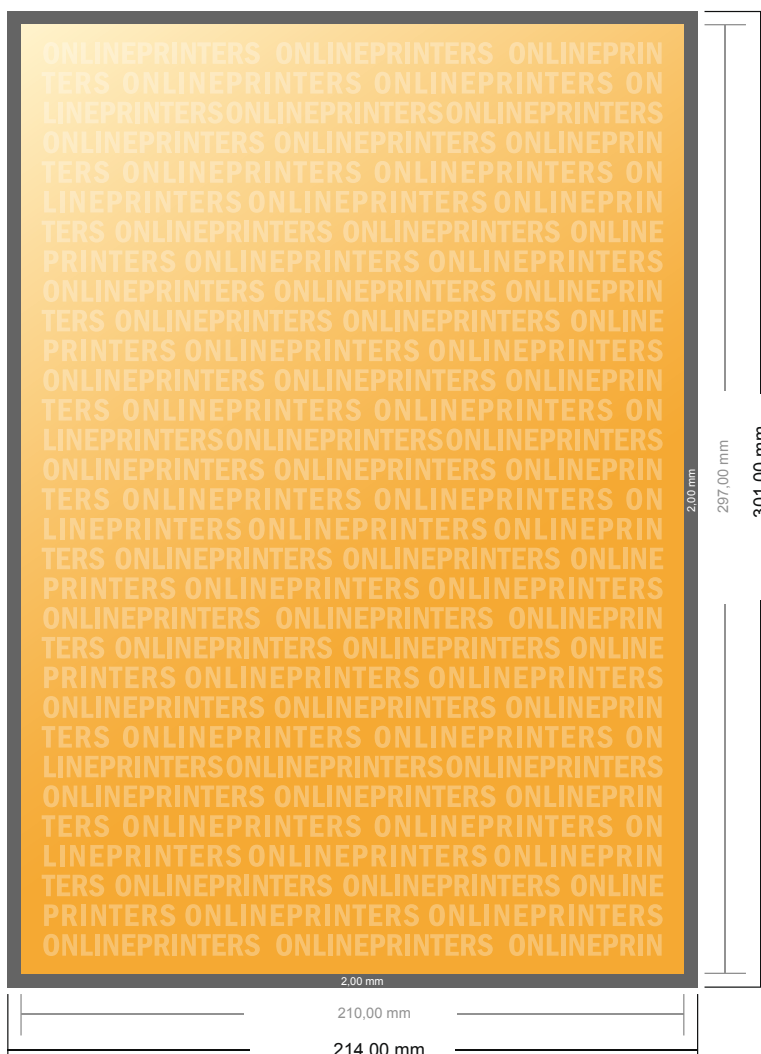 ONLINEPRINTERS ONLINEPRINTERS ONLINEPRIN
TERS ONLINEPRINTERS ONLINEPRINTERS ON
LINEPRINTERSONLINEPRINTERSONLINEPRINTERS
ONLINEPRINTERS ONLINEPRINTERS ONLINEPRIN
TERS ONLINEPRINTERS ONLINEPRINTERS ON
LINEPRINTERS ONLINEPRINTERS ONLINEPRIN
TERS ONLINEPRINTERS ONLINEPRINTERS ONLINE
PRINTERS ONLINEPRINTERS ONLINEPRINTERS
ONLINEPRINTERS ONLINEPRINTERS ONLINEPRIN
TERS ONLINEPRINTERS ONLINEPRINTERS ONLINE
PRINTERS ONLINEPRINTERS ONLINEPRINTERS
ONLINEPRINTERS ONLINEPRINTERS ONLINEPRIN
TERS ONLINEPRINTERS ONLINEPRINTERS ON
LINEPRINTERSONLINEPRINTERSONLINEPRINTERS
ONLINEPRINTERS ONLINEPRINTERS ONLINEPRIN
TERS ONLINEPRINTERS ONLINEPRINTERS ON
LINEPRINTERS ONLINEPRINTERS ONLINEPRIN
TERS ONLINEPRINTERS ONLINEPRINTERS ONLINE
PRINTERS ONLINEPRINTERS ONLINEPRINTERS
ONLINEPRINTERS ONLINEPRINTERS ONLINEPRIN
TERS ONLINEPRINTERS ONLINEPRINTERS ONLINE
PRINTERS ONLINEPRINTERS ONLINEPRINTERS
ONLINEPRINTERS ONLINEPRINTERS ONLINEPRIN
TERS ONLINEPRINTERS ONLINEPRINTERS ON
LINEPRINTERSONLINEPRINTERSONLINEPRINTERS
ONLINEPRINTERS ONLINEPRINTERS ONLINEPRIN
TERS ONLINEPRINTERS ONLINEPRINTERS ON
LINEPRINTERS ONLINEPRINTERS ONLINEPRIN
TERS ONLINEPRINTERS ONLINEPRINTERS ONLINE
PRINTERS ONLINEPRINTERS ONLINEPRINTERS
ONLINEPRINTERS ONLINEPRINTERS ONLINEPRIN
2,00 mm
297,00 mm
301,00 mm
2,00 mm
210,00 mm
214,00 mm